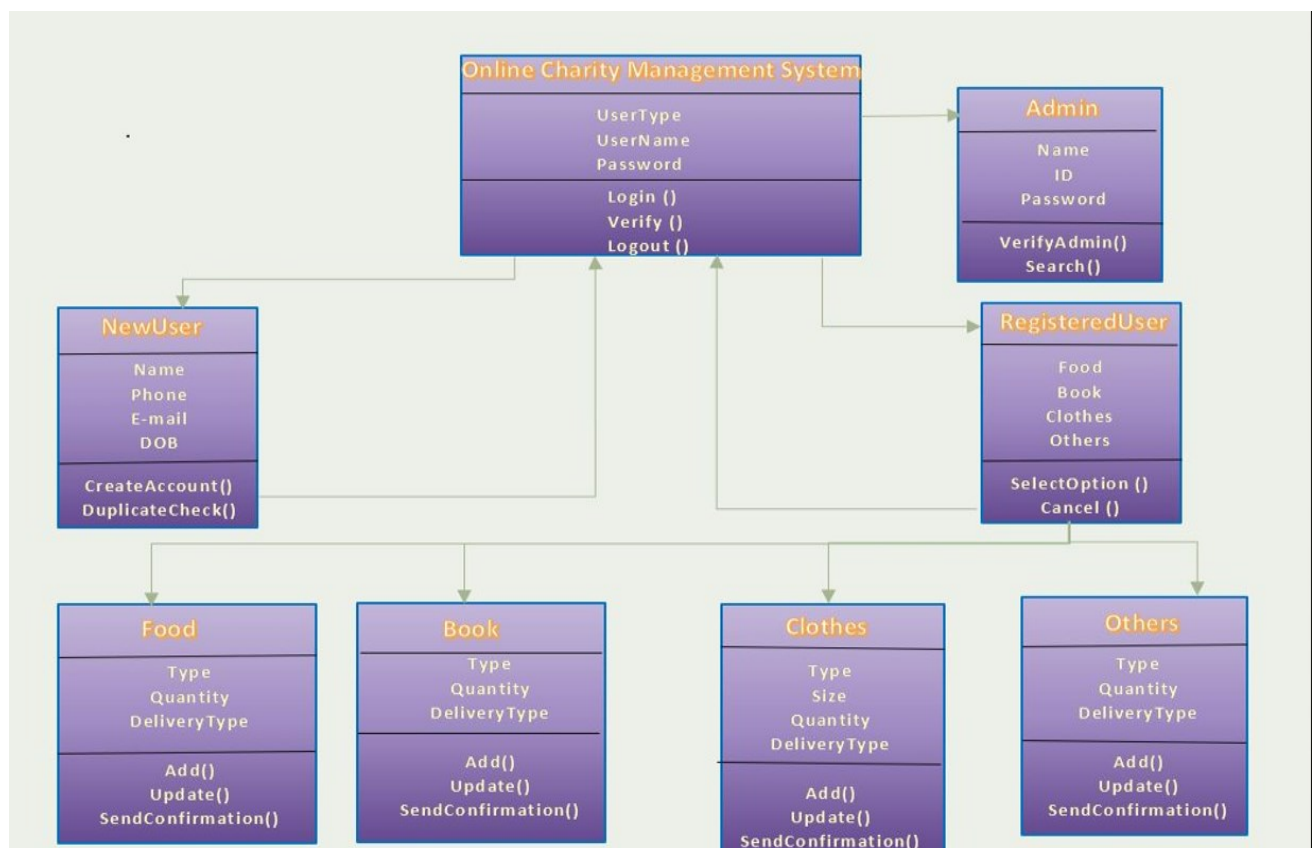 Online Charity Management System
UserType
UserName
Password
Login ()
Verify ()
Logout ()
Admin
Name
ID
Password
VerifyAdmin()
Search()
NewUser
Name
Phone
E-mail
DOB
CreateAccount()
DuplicateCheck()
RegisteredUser
Food
Book
Clothes
Others
SelectOption ()
Cancel ()
Food
Type
Quantity
DeliveryType
Add()
Update()
SendConfirmation()
Book
Type
Quantity
DeliveryType
Add()
Update()
SendConfirmation()
Clothes
Type
Size
Quantity
DeliveryType
Add()
Update()
SendConfirmation()
Others
Type
Quantity
DeliveryType
Add()
Update()
SendConfirmation()